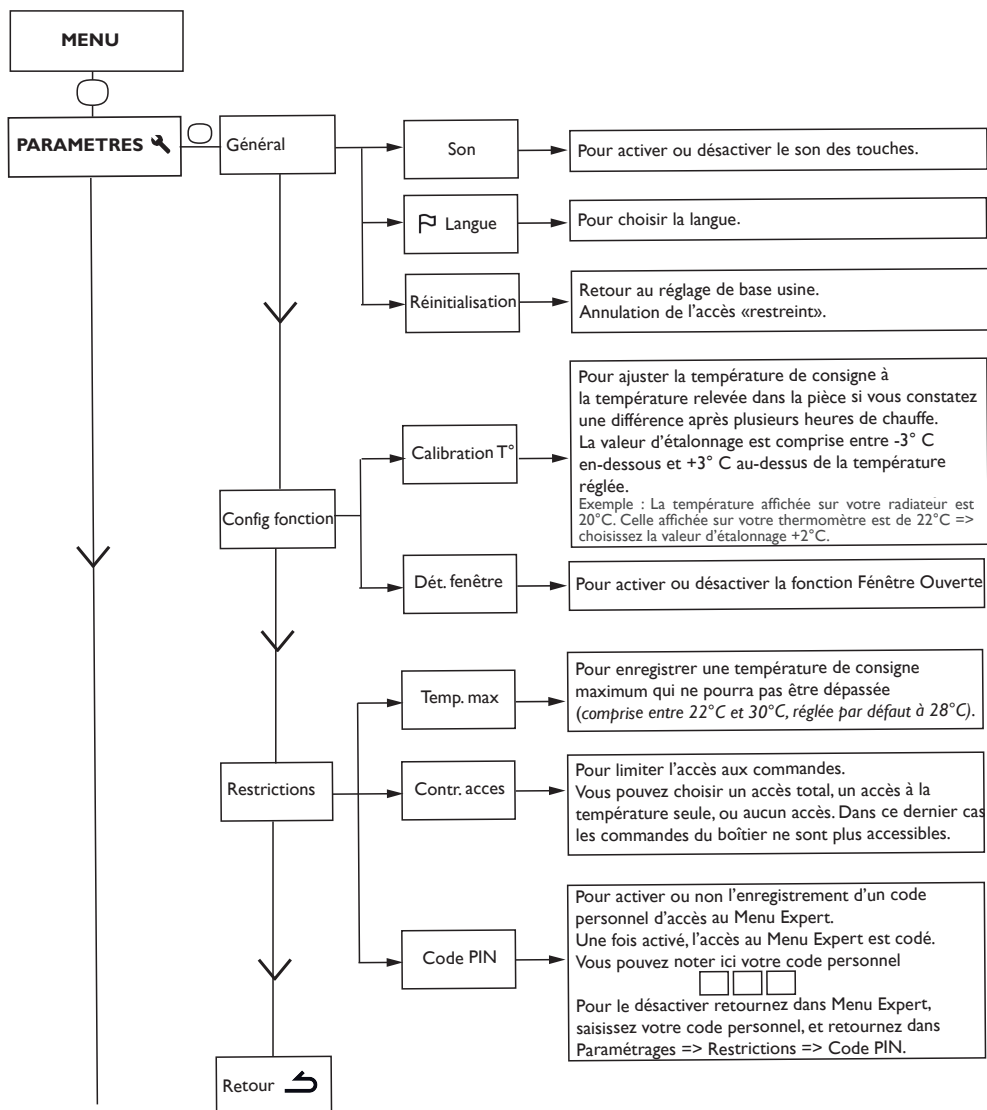 MENU
PARAMETRES
Général
Son
Pour activer ou désactiver le son des touches.
Langue
Pour choisir la langue.
Réinitialisation
Retour au réglage de base usine.
Annulation de l'accès «restreint».
Config fonction
Calibration T°
Pour ajuster la température de consigne à
la température relevée dans la pièce si vous constatez
une différence après plusieurs heures de chauffe.
La valeur d'étalonnage est comprise entre -3° C
en-dessous et +3° C au-dessus de la température
réglée.
Exemple : La température affichée sur votre radiateur est
20°C. Celle affichée sur votre thermomètre est de 22°C =>
choisissez la valeur d'étalonnage +2°C.
Dét. fenêtre
Pour activer ou désactiver la fonction Fénêtre Ouverte
Restrictions
Temp. max
Pour enregistrer une température de consigne
maximum qui ne pourra pas être dépassée
(comprise entre 22°C et 30°C, réglée par défaut à 28°C).
Contr. acces
Pour limiter l'accès aux commandes.
Vous pouvez choisir un accès total, un accès à la
température seule, ou aucun accès. Dans ce dernier cas
les commandes du boîtier ne sont plus accessibles.
Code PIN
Pour activer ou non l'enregistrement d'un code
personnel d'accès au Menu Expert.
Une fois activé, l'accès au Menu Expert est codé.
Vous pouvez noter ici votre code personnel
Pour le désactiver retournez dans Menu Expert,
saisissez votre code personnel, et retournez dans
Paramétrages => Restrictions => Code PIN.
Retour